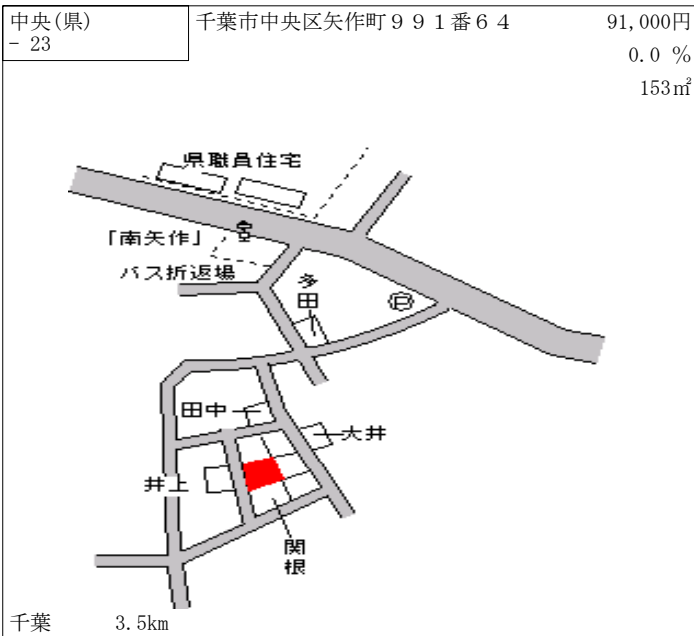 中央(県)
- 23
千葉市中央区矢作町９９１番６４
91,000円
0.0 %
153㎡
県職員住宅
「南矢作」
バス折返場
多田
Ⓟ
田中
大井
井上
関根
千葉 3.5km